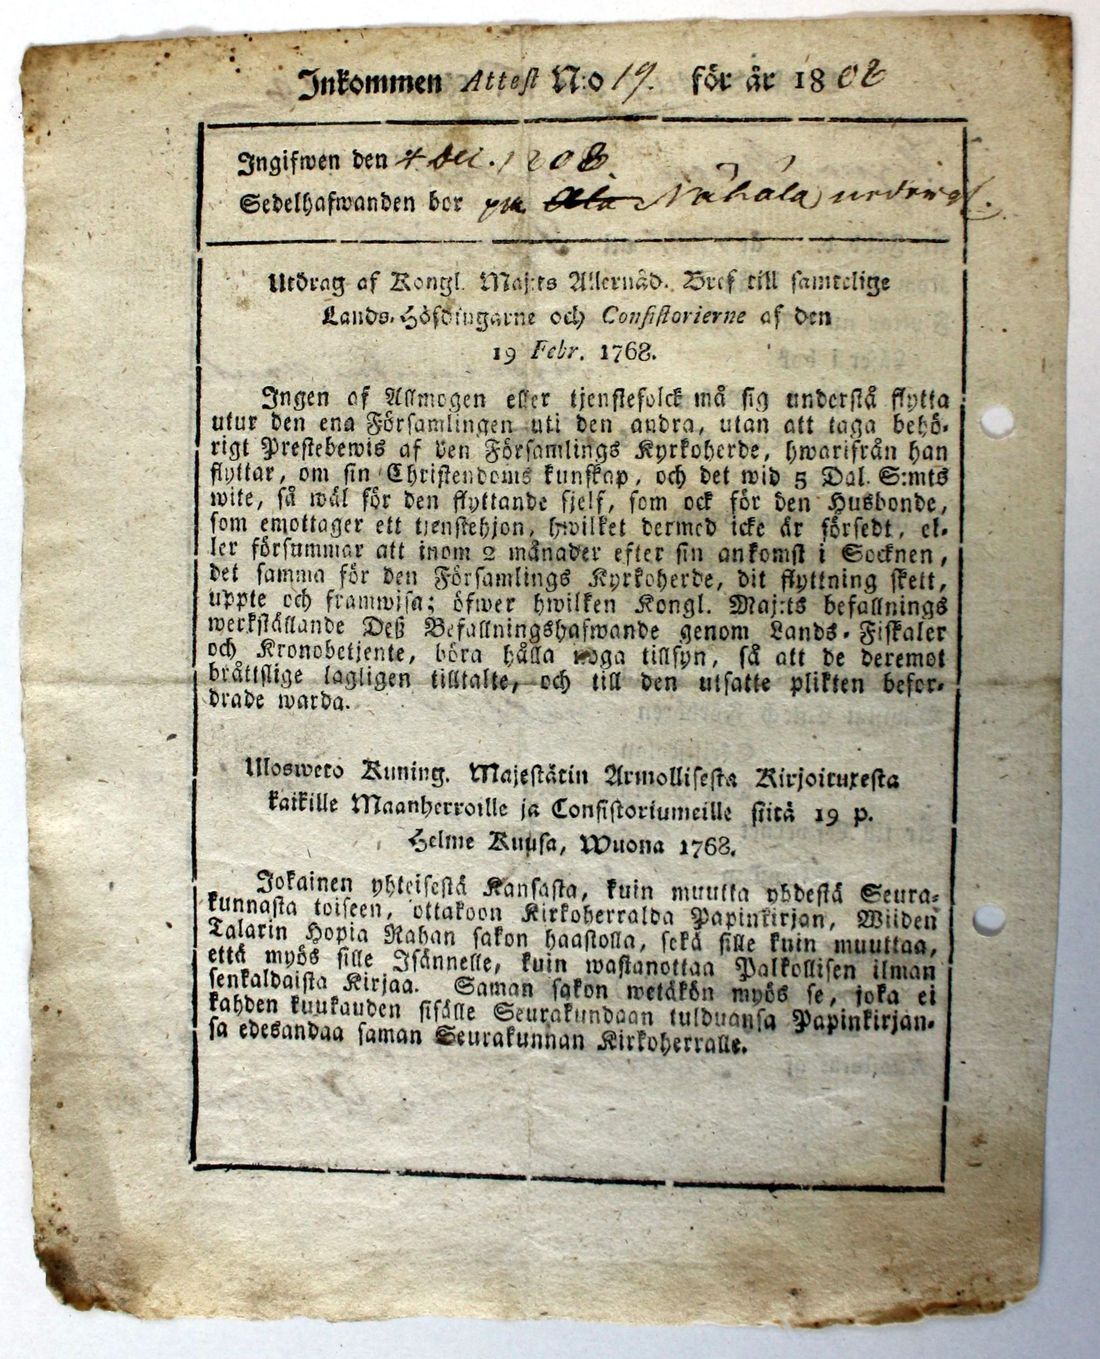 Inkommen Attest N:o 19. för år 1808
Ingifwen den 4 Dec. 1808.
Sedelhafwanden bor på Ala
Utdrag af Kongl. Maj:ts Allernåd. Bref till samtelige
Lands-Höfdingarne och Consistorierne af den
19 Febr. 1768.
Ingen af Allmogen eller tjenstefolck må sig understå flytta
utur den ena Församlingen uti den andra, utan att taga behö-
rigt Prestebewis af den Församlings Kyrkoherde, hwarifrån han
flyttar, om sin Christendoms kunskap, och det wid 5 Dal. S:mts
wite, så wäl för den flyttande sjelf, som ock för den Husbonde,
som emottager ett tjenstehjon, hwilket dermed icke är försedt, el-
ler försummar att inom 2 månader efter sin ankomst i Socknen,
det samma för den Församlings Kyrkoherde, dit flyttning skett,
uppte och framwisa; öfwer hwilken Kongl. Maj:ts befallnings
werkställande Deß Befallningshafwande genom Lands-Fiskaler
och Kronobetjente, böra hålla noga tillsyn, så att de deremot
bråttslige lagligen tilltalte, och till den utsatte plikten befor-
drade warda.
Ulosweto Kuning. Majestätin Armollisesta Kirjoituxesta
kaikille Maanherroille ja Consistoriumeille siitä 19 p.
Helme Kuusa, Wuona 1768.
Jokainen yhteisestä Kansasta, kuin muutta yhdestä Seura-
kunnasta toiseen, ottakoon Kirkoherralda Papinkirjan, Wiiden
Talarin Hopia Rahan sakon haastolla, sekä sille kuin muuttaa,
että myös sille Isännelle, kuin wastanottaa Palkollisen ilman
senkaldaista Kirjaa. Saman sakon wetäkön myös se, joka ei
kahden kuukauden sisälle Seurakundaan tulduansa Papinkirjan-
sa edesandaa saman Seurakunnan Kirkoherralle.